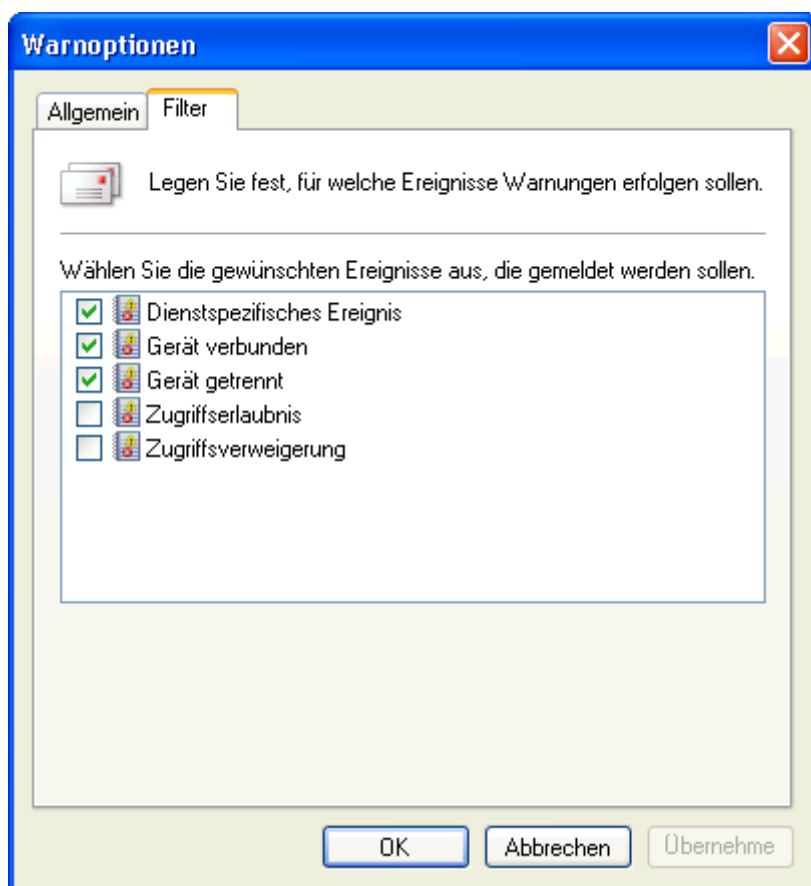 Warnoptionen
Allgemein
Filter
Legen Sie fest, für welche Ereignisse Warnungen erfolgen sollen.
Wählen Sie die gewünschten Ereignisse aus, die gemeldet werden sollen.
Dienstspezifisches Ereignis
Gerät verbunden
Gerät getrennt
Zugriffserlaubnis
Zugriffsverweigerung
OK
Abbrechen
Übernehme